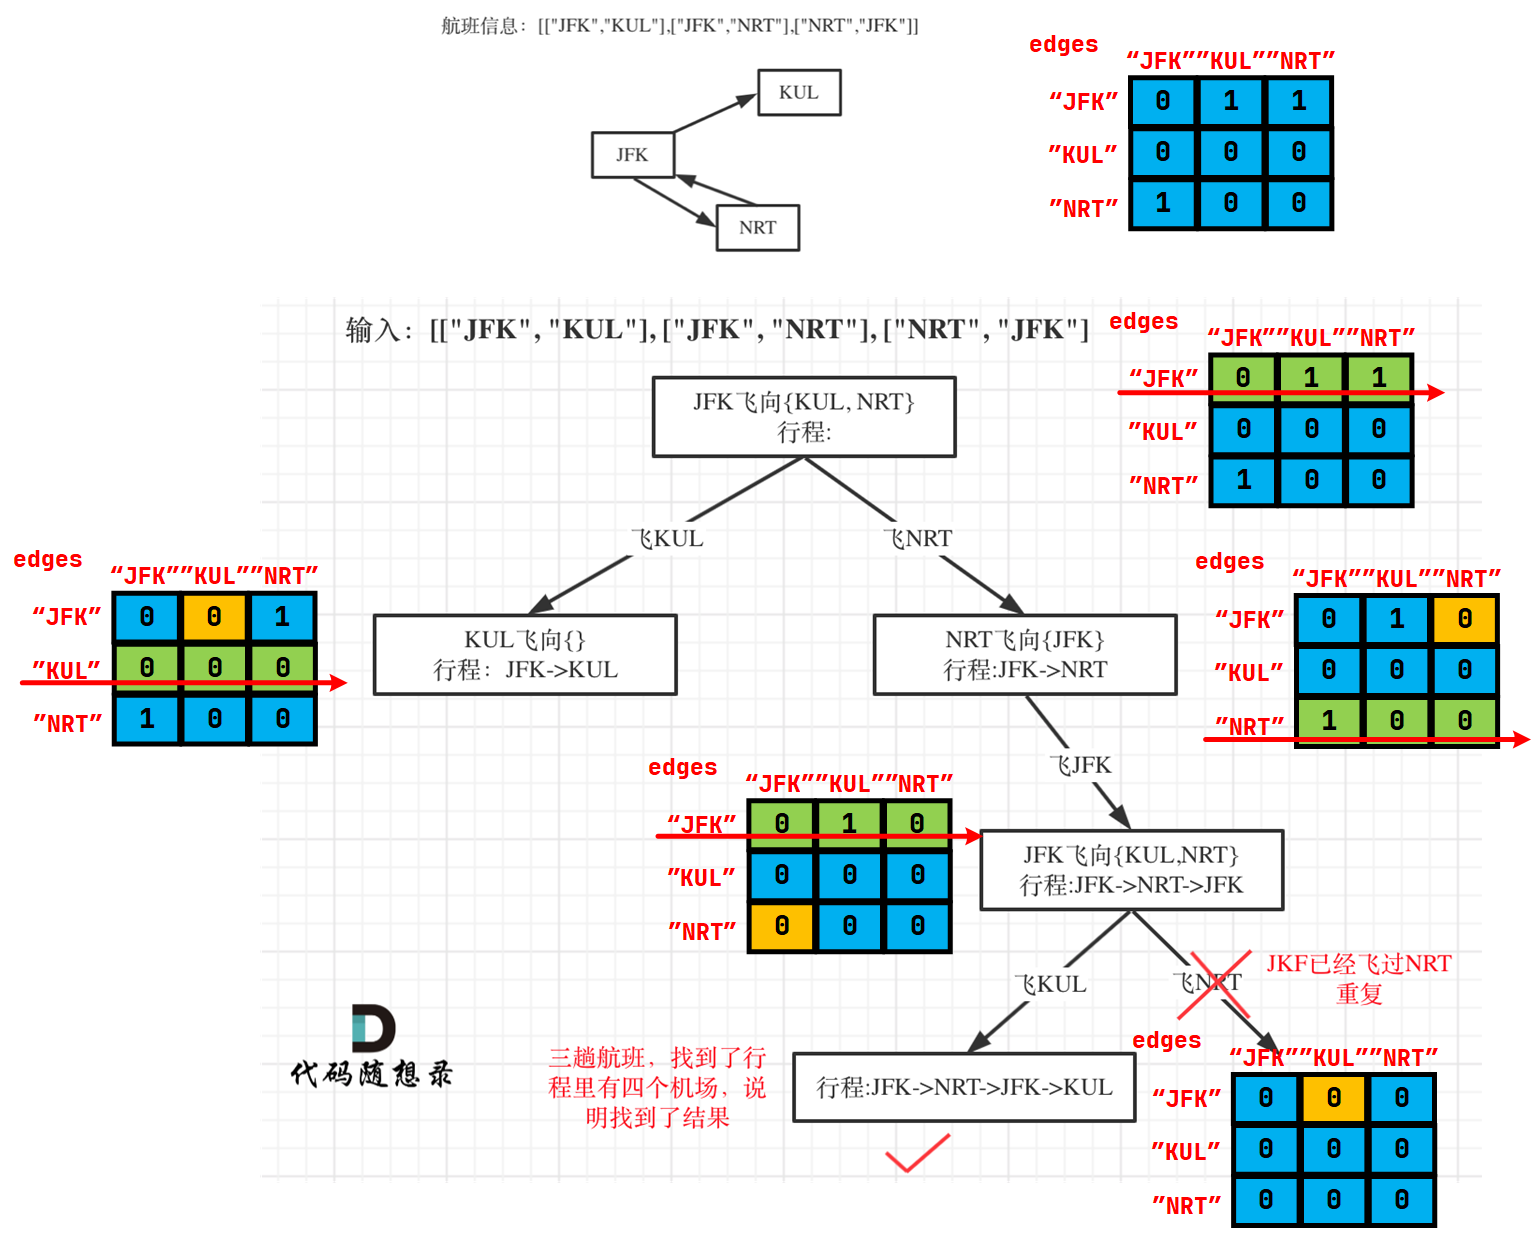 航班信息：[["JFK","KUL"],["JFK","NRT"],["NRT","JFK"]]
KUL
JFK
NRT
edges
“JFK””KUL””NRT”
“JFK” 0 1 1
”KUL” 0 0 0
”NRT” 1 0 0
输入：[["JFK", "KUL"], ["JFK", "NRT"], ["NRT", "JFK"]
edges
“JFK””KUL””NRT”
“JFK” 0 1 1
”KUL” 0 0 0
”NRT” 1 0 0
JFK飞向{KUL, NRT}
行程:
飞KUL
飞NRT
edges
“JFK””KUL””NRT”
“JFK” 0 0 1
”KUL” 0 0 0
”NRT” 1 0 0
KUL飞向{}
行程：JFK->KUL
NRT飞向{JFK}
行程:JFK->NRT
edges
“JFK””KUL””NRT”
“JFK” 0 1 0
”KUL” 0 0 0
”NRT” 1 0 0
飞JFK
edges
“JFK””KUL””NRT”
“JFK” 0 1 0
”KUL” 0 0 0
”NRT” 0 0 0
JFK飞向{KUL,NRT}
行程:JFK->NRT->JFK
飞KUL
飞NRT
JKF已经飞过NRT
重复
代码随想录
三趟航班，找到了行
程里有四个机场，说
明找到了结果
行程:JFK->NRT->JFK->KUL
edges
“JFK””KUL””NRT”
“JFK” 0 0 0
”KUL” 0 0 0
”NRT” 0 0 0